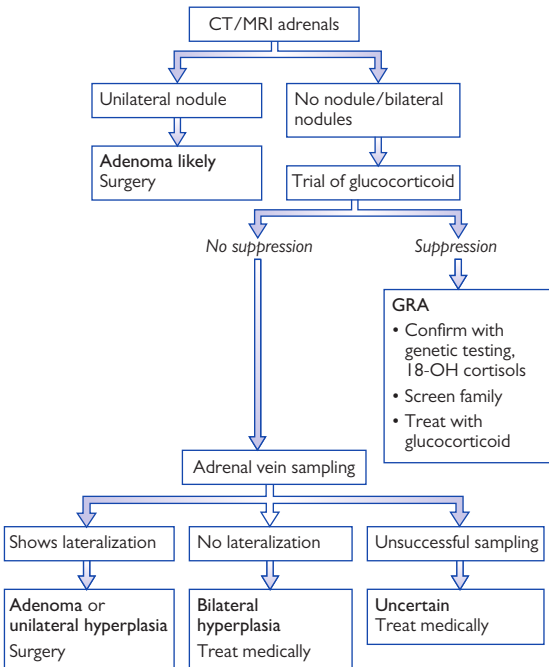 CT/MRI adrenals
Unilateral nodule
No nodule/bilateral
nodules
Adenoma likely
Surgery
Trial of glucocorticoid
No suppression
Suppression
GRA
• Confirm with
genetic testing,
18-OH cortisols
• Screen family
• Treat with
glucocorticoid
Adrenal vein sampling
Shows lateralization
No lateralization
Unsuccessful sampling
Adenoma or
unilateral hyperplasia
Surgery
Bilateral
hyperplasia
Treat medically
Uncertain
Treat medically